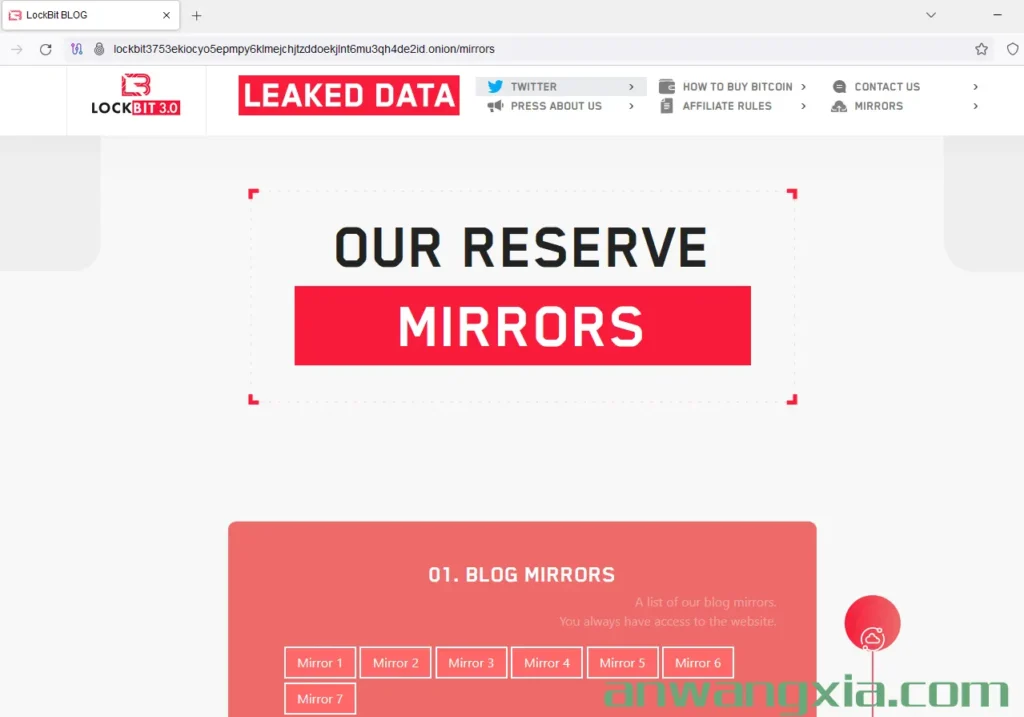 LockBit BLOG
lockbit3753ekiocyo5epmpy6klmejchjtzddoekjlnt6mu3qh4de2id.onion/mirrors
LOCKBIT 3.0
LEAKED DATA
TWITTER
PRESS ABOUT US
HOW TO BUY BITCOIN
AFFILIATE RULES
CONTACT US
MIRRORS
OUR RESERVE
MIRRORS
01. BLOG MIRRORS
A list of our blog mirrors.
You always have access to the website.
Mirror 1 Mirror 2 Mirror 3 Mirror 4 Mirror 5 Mirror 6
Mirror 7
anwangxia.com